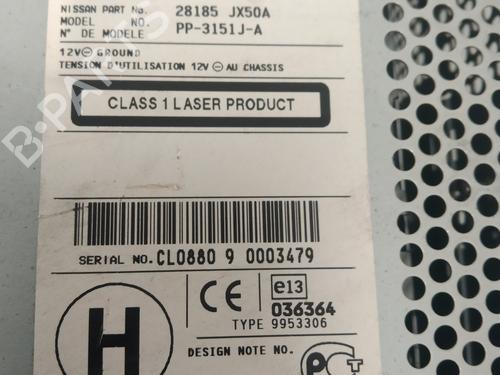 NISSAN PART No. 28185 JX50A
MODEL NO. PP-3151J-A
N° DE MODELE
12V⎓ GROUND
TENSION D'UTILISATION 12V⎓ AU CHASSIS
CLASS 1 LASER PRODUCT
B-PARTS
SERIAL NO. CL0880 9 0003479
H
CE
e13
036364
TYPE 9953306
DESIGN NOTE NO.